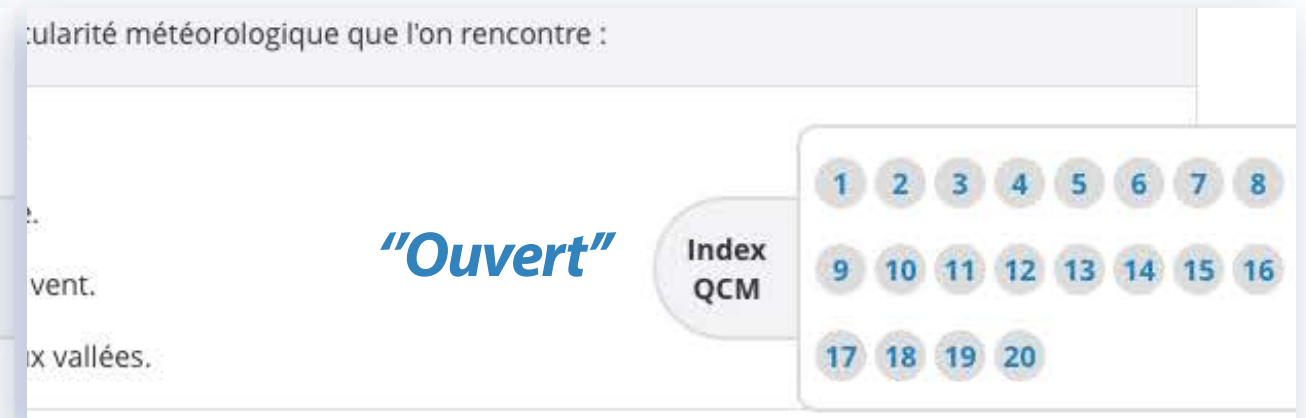 météorologique que l'on rencontre :
vent.
vallées.
"Ouvert"
Index
QCM
1 2 3 4 5 6 7 8
9 10 11 12 13 14 15 16
17 18 19 20